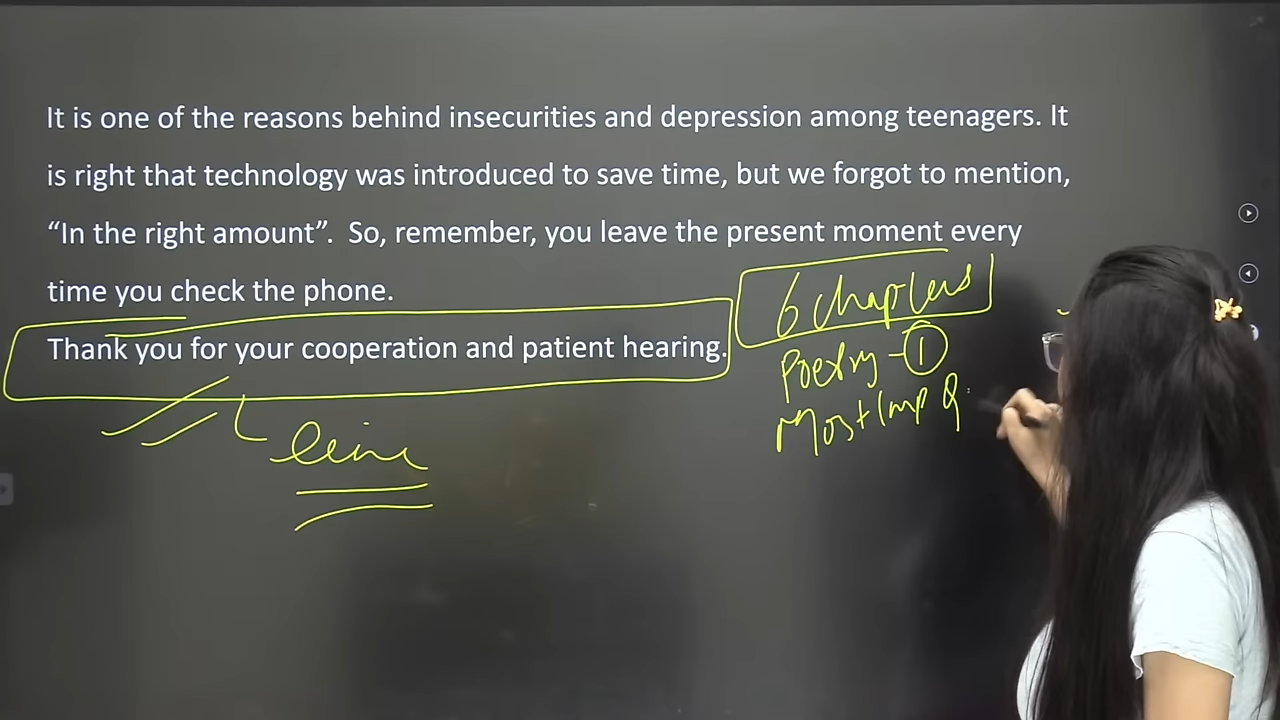 It is one of the reasons behind insecurities and depression among teenagers. It
is right that technology was introduced to save time, but we forgot to mention,
“In the right amount”. So, remember, you leave the present moment every
time you check the phone.
Thank you for your cooperation and patient hearing.
line
6 chapters
Poetry - 1
Most Imp Q